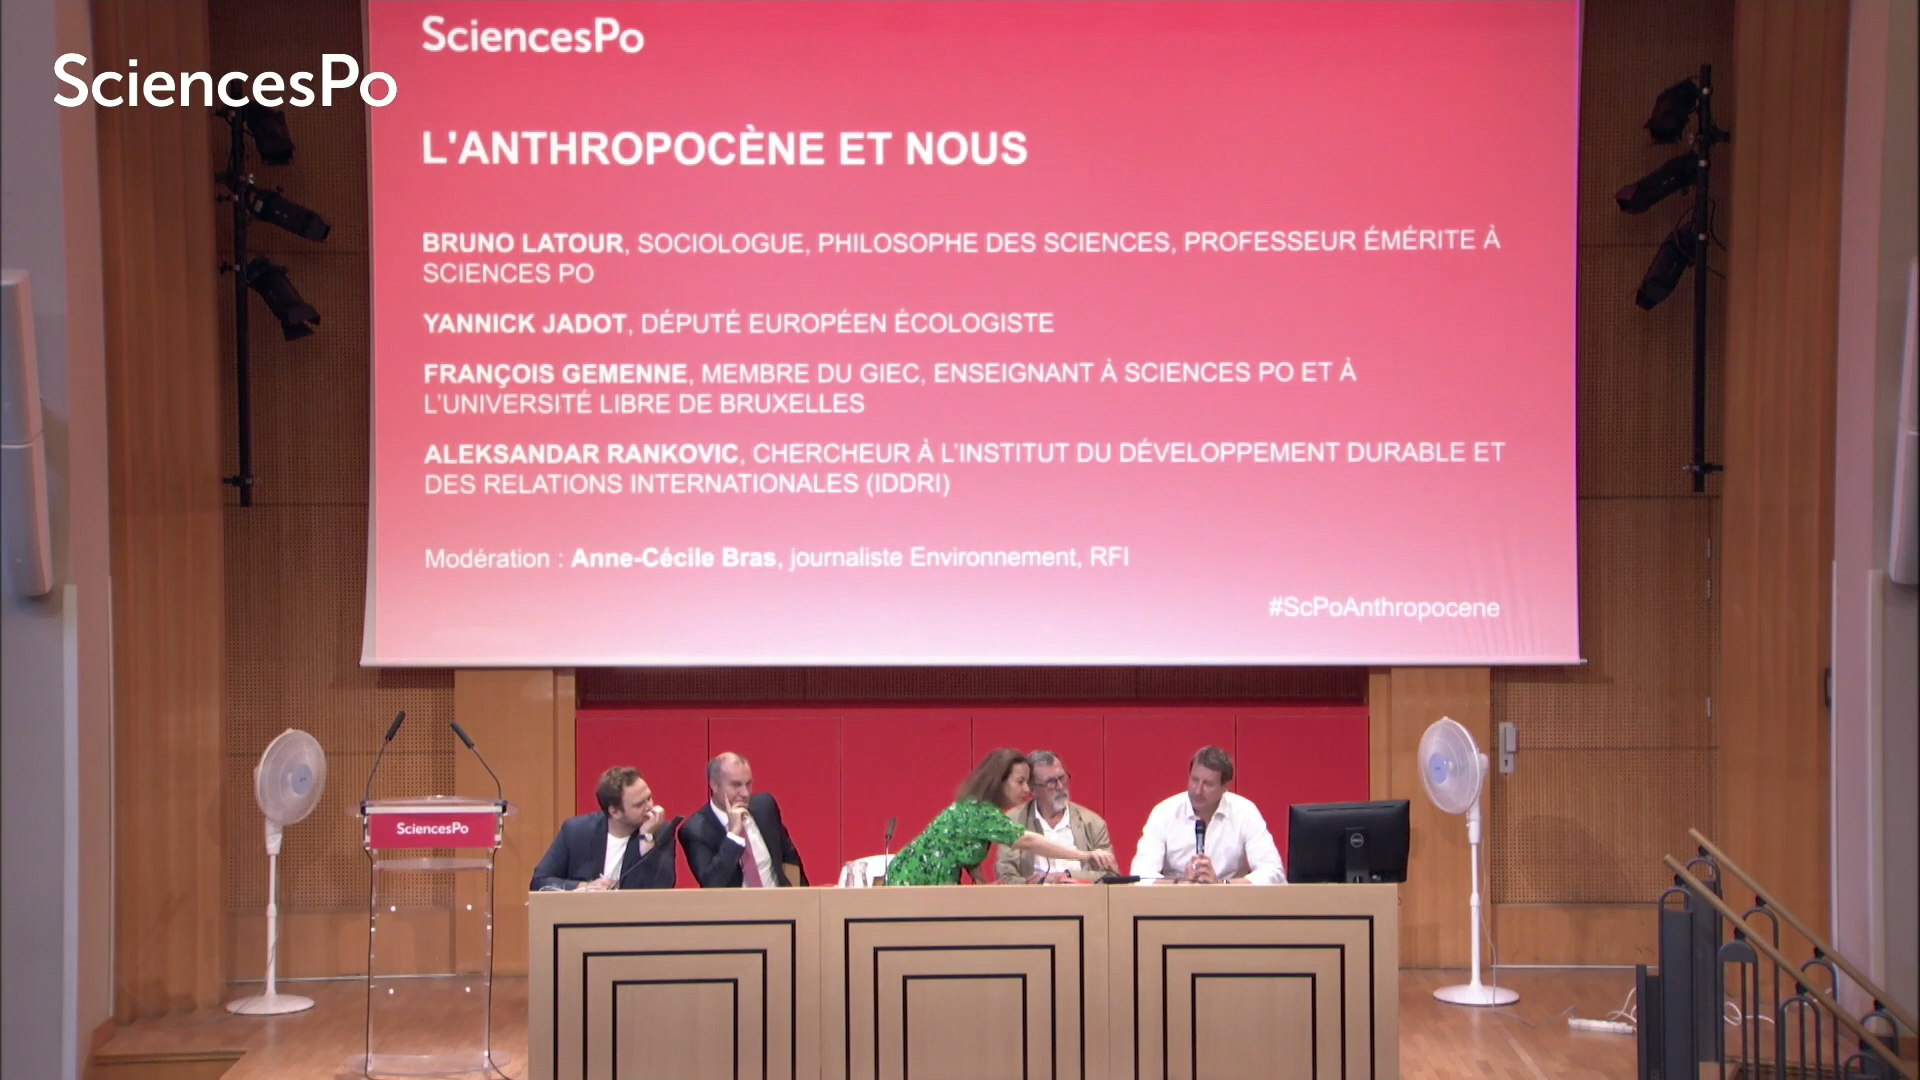 SciencesPo
SciencesPo
L'ANTHROPOCÈNE ET NOUS
BRUNO LATOUR, SOCIOLOGUE, PHILOSOPHE DES SCIENCES, PROFESSEUR ÉMÉRITE À
SCIENCES PO
YANNICK JADOT, DÉPUTÉ EUROPÉEN ÉCOLOGISTE
FRANÇOIS GEMENNE, MEMBRE DU GIEC, ENSEIGNANT À SCIENCES PO ET À
L'UNIVERSITÉ LIBRE DE BRUXELLES
ALEKSANDAR RANKOVIC, CHERCHEUR À L'INSTITUT DU DÉVELOPPEMENT DURABLE ET
DES RELATIONS INTERNATIONALES (IDDRI)
Modération : Anne-Cécile Bras, journaliste Environnement, RFI
#ScPoAnthropocene
SciencesPo